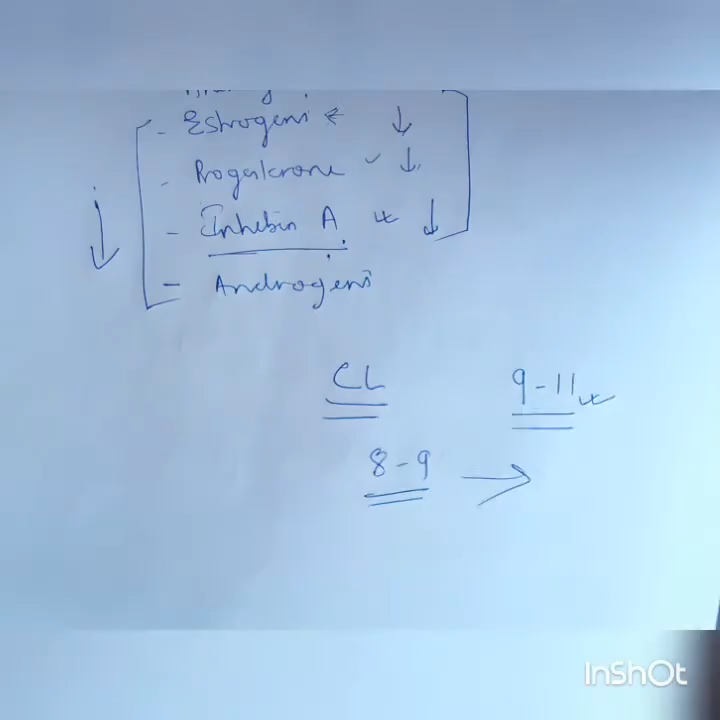 - Estrogens ↓
- Progesterone ✓ ↓
- Inhibin A ↓
- Androgens
CL 9-11
8-9 →
InShOt